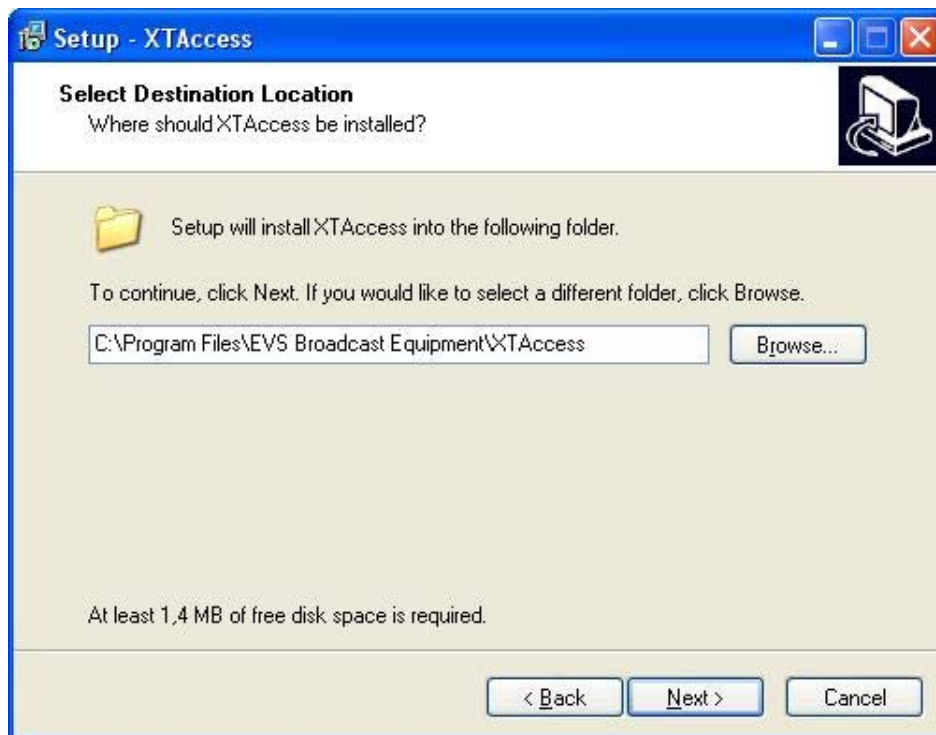 Setup - XTAccess
Select Destination Location
Where should XTAccess be installed?
Setup will install XTAccess into the following folder.
To continue, click Next. If you would like to select a different folder, click Browse.
C:\Program Files\EVS Broadcast Equipment\XTAccess
Browse...
At least 1,4 MB of free disk space is required.
< Back
Next >
Cancel